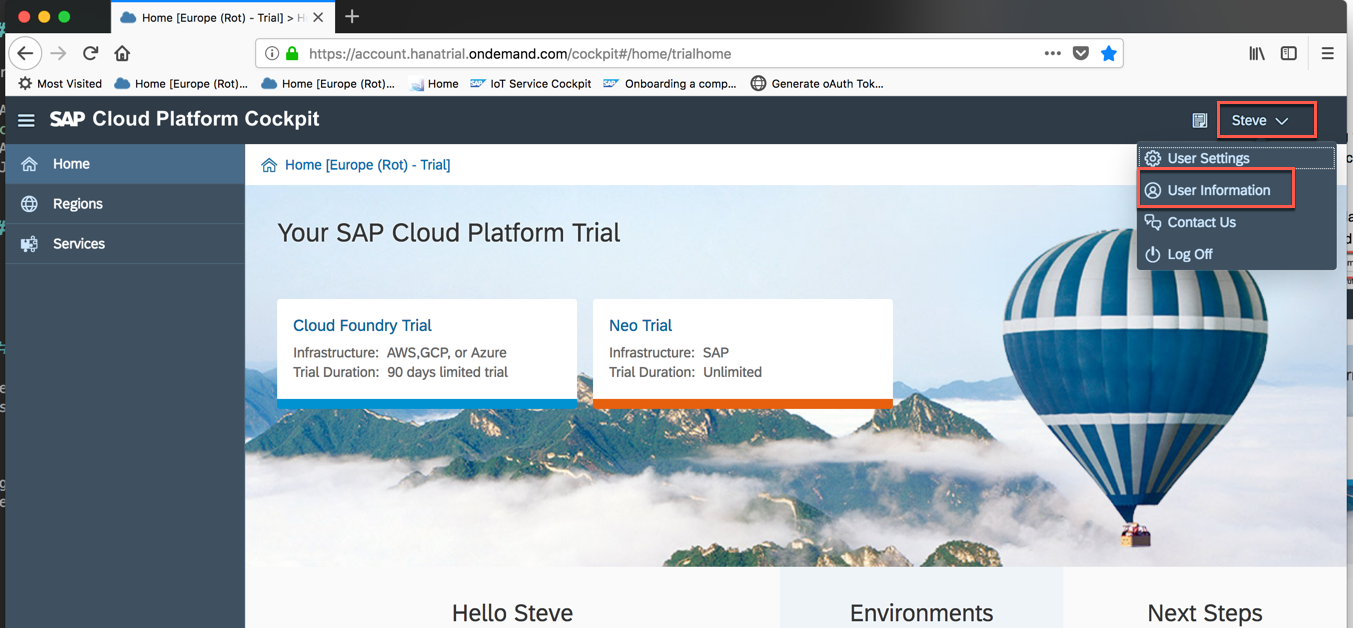 Home [Europe (Rot) - Trial] > H
https://account.hanatrial.ondemand.com/cockpit#/home/trialhome
Most Visited
Home [Europe (Rot)...
Home [Europe (Rot)...
Home
SAP IoT Service Cockpit
SAP Onboarding a comp...
Generate oAuth Tok...
SAP Cloud Platform Cockpit
Steve
Home
Regions
Services
Home [Europe (Rot) - Trial]
User Settings
User Information
Contact Us
Log Off
Your SAP Cloud Platform Trial
Cloud Foundry Trial
Infrastructure: AWS,GCP, or Azure
Trial Duration: 90 days limited trial
Neo Trial
Infrastructure: SAP
Trial Duration: Unlimited
Hello Steve
Environments
Next Steps